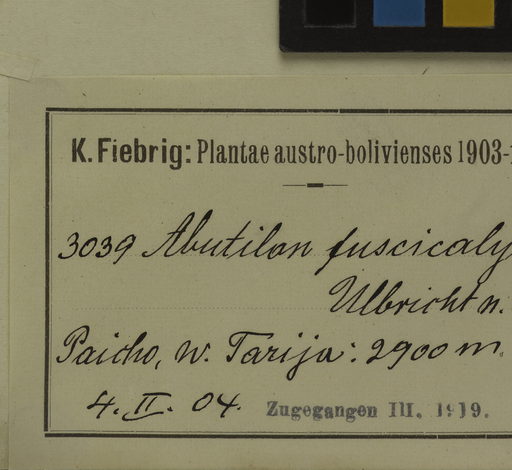 K. Fiebrig: Plantae austro-bolivienses 1903-
3039 Abutilon fuscicaly
Ulbricht n.
Paicho, w. Tarija: 2900 m.
4. II. 04. Zugegangen III. 1919.